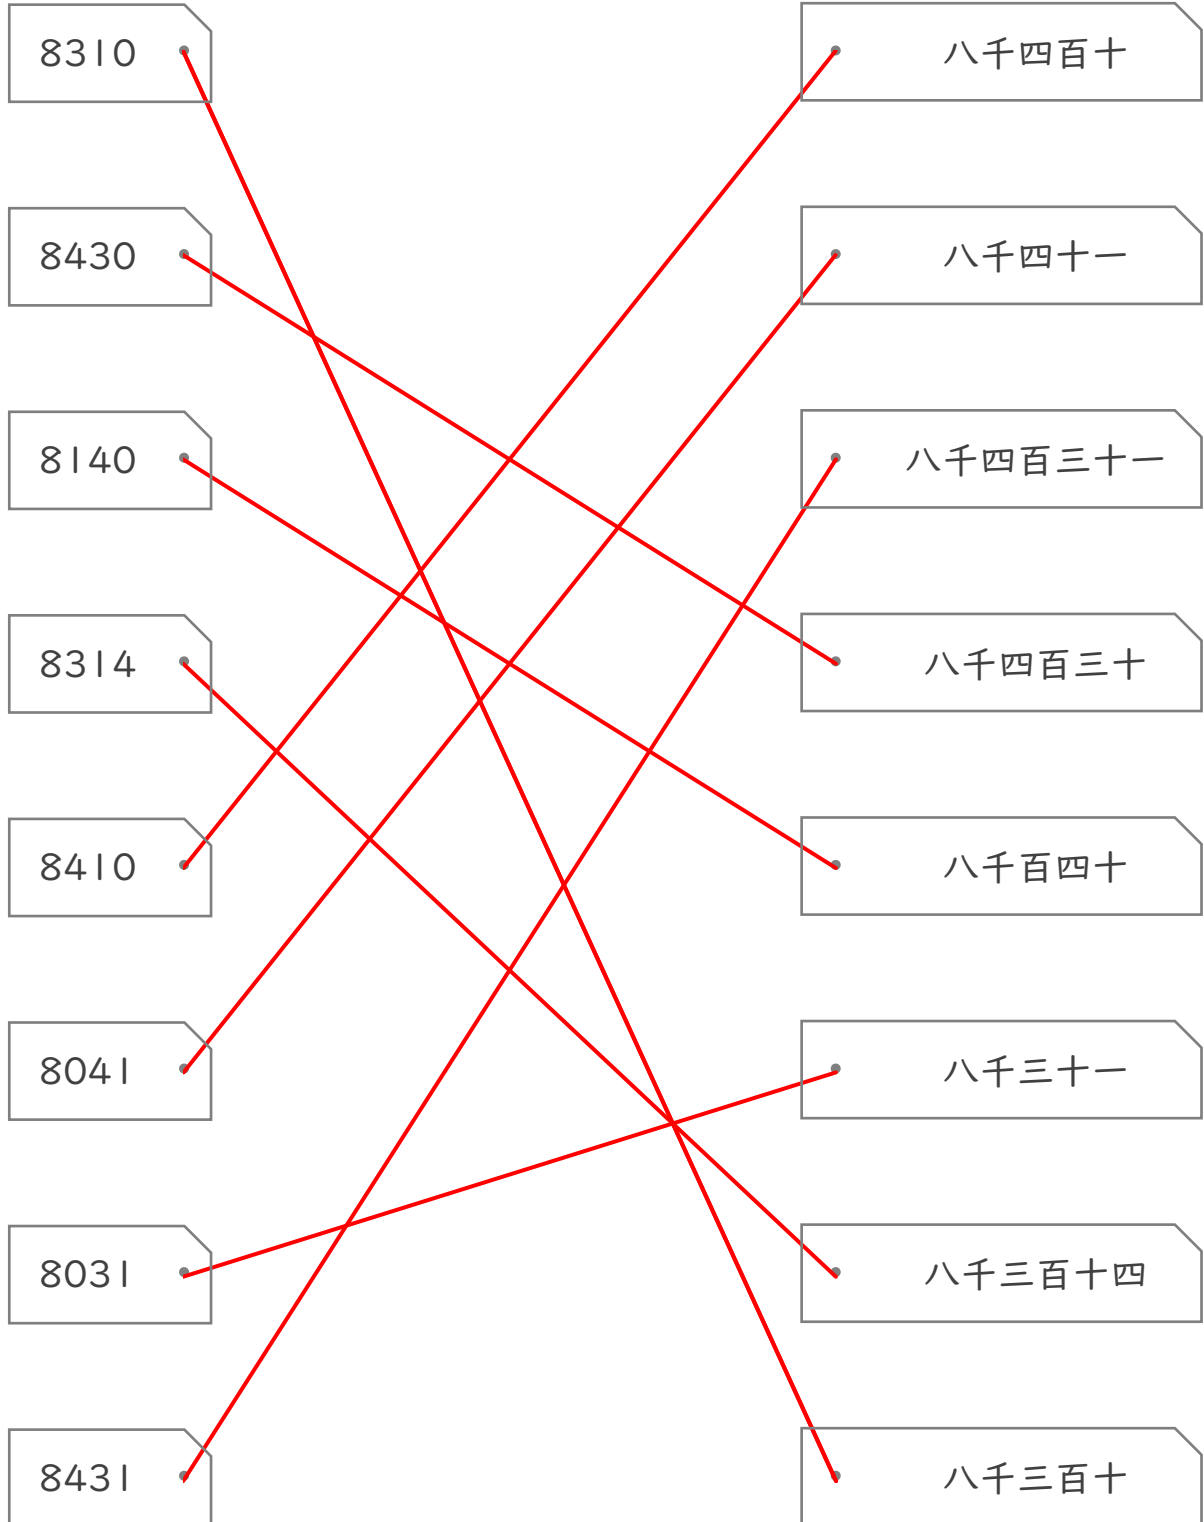 8310 八千四百十
8430 八千四十一
8140 八千四百三十一
8314 八千四百三十
8410 八千百四十
8041 八千三十一
8031 八千三百十四
8431 八千三百十